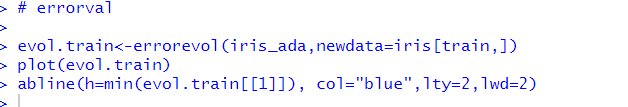 > # errorval
>
> evol.train<-errorevol(iris_ada,newdata=iris[train,])
> plot(evol.train)
> abline(h=min(evol.train[[1]]), col="blue",lty=2,lwd=2)
>